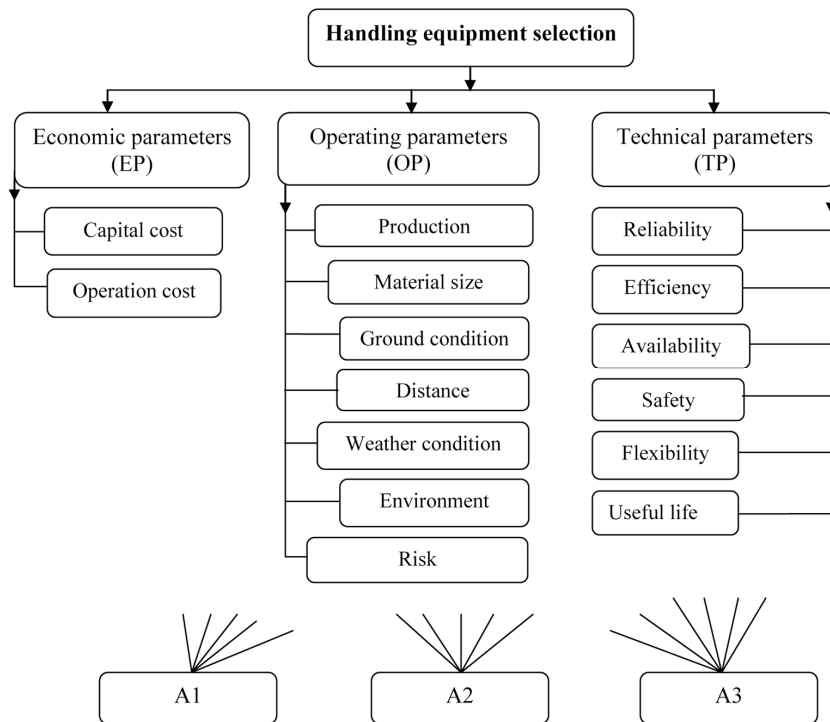 Handling equipment selection
Economic parameters
(EP)
Capital cost
Operation cost
Operating parameters
(OP)
Production
Material size
Ground condition
Distance
Weather condition
Environment
Risk
Technical parameters
(TP)
Reliability
Efficiency
Availability
Safety
Flexibility
Useful life
A1
A2
A3